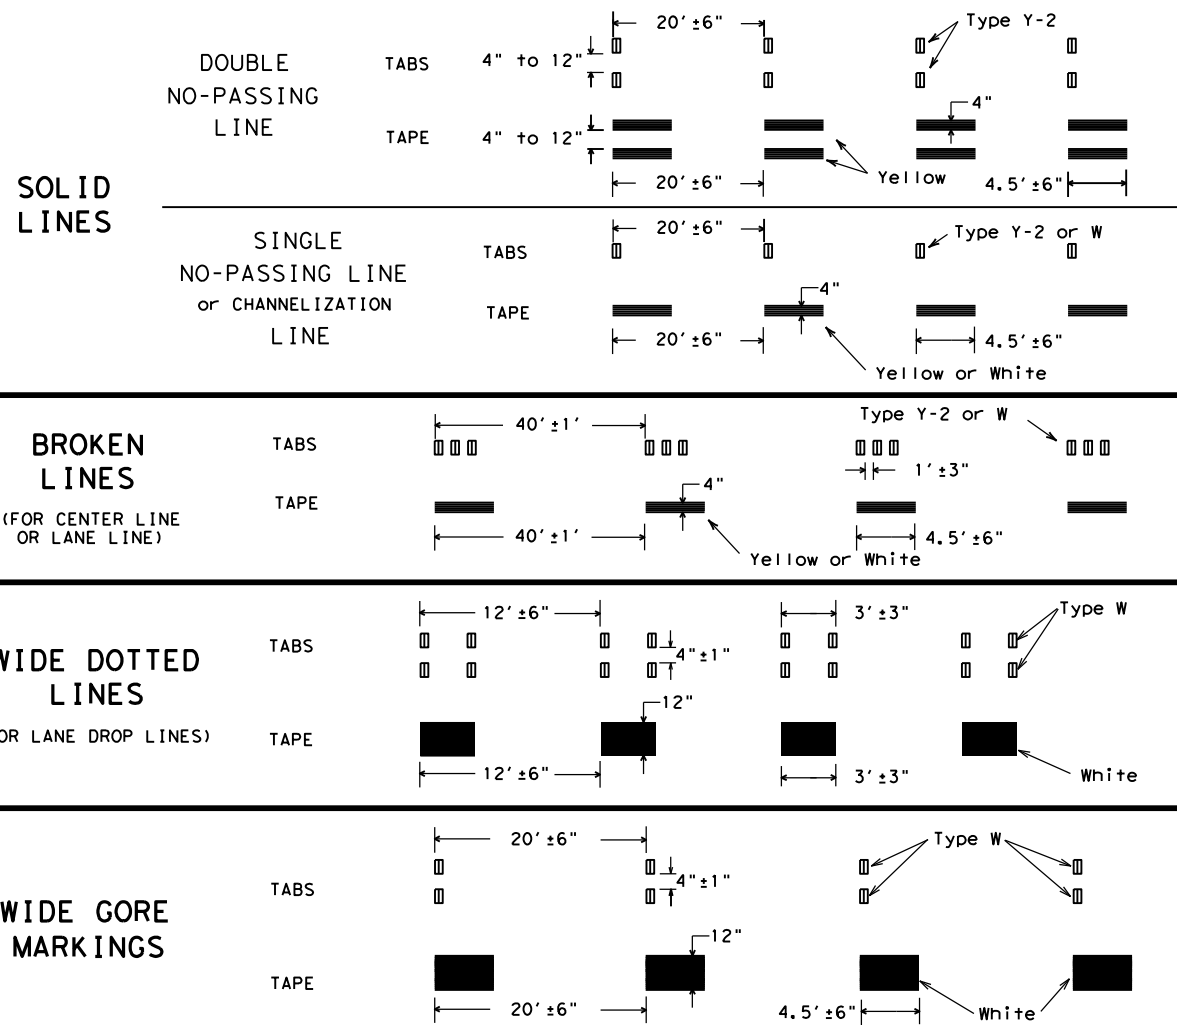 SOLID
LINES
DOUBLE
NO-PASSING
LINE
TABS
4" to 12"
20'±6"
Type Y-2
TAPE
4" to 12"
4"
Yellow
20'±6"
4.5'±6"
SINGLE
NO-PASSING LINE
or CHANNELIZATION
LINE
TABS
20'±6"
Type Y-2 or W
TAPE
4"
20'±6"
4.5'±6"
Yellow or White
BROKEN
LINES
(FOR CENTER LINE
OR LANE LINE)
TABS
40'±1'
Type Y-2 or W
1'±3"
TAPE
4"
40'±1'
4.5'±6"
Yellow or White
WIDE DOTTED
LINES
OR LANE DROP LINES)
TABS
12'±6"
3'±3"
Type W
4"±1"
TAPE
12"
12'±6"
3'±3"
White
WIDE GORE
MARKINGS
TABS
20'±6"
Type W
4"±1"
TAPE
12"
20'±6"
4.5'±6"
White